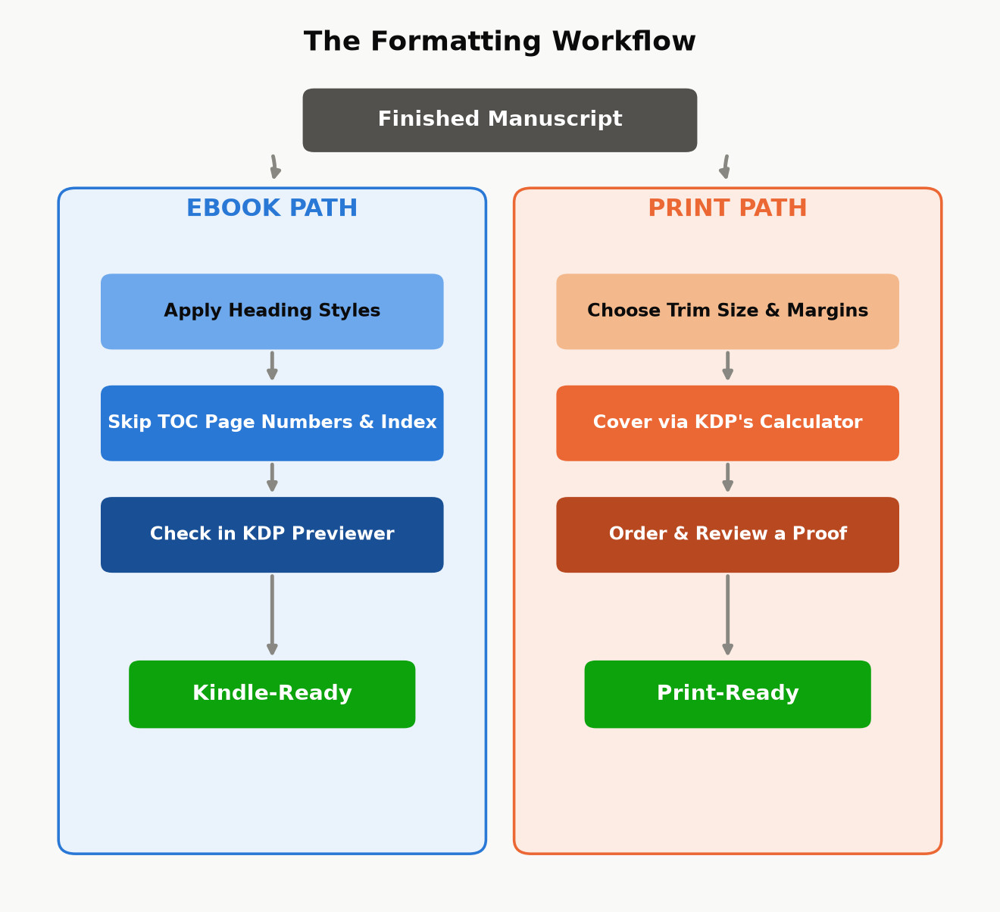 The Formatting Workflow
Finished Manuscript
EBOOK PATH
Apply Heading Styles
Skip TOC Page Numbers & Index
Check in KDP Previewer
Kindle-Ready
PRINT PATH
Choose Trim Size & Margins
Cover via KDP's Calculator
Order & Review a Proof
Print-Ready